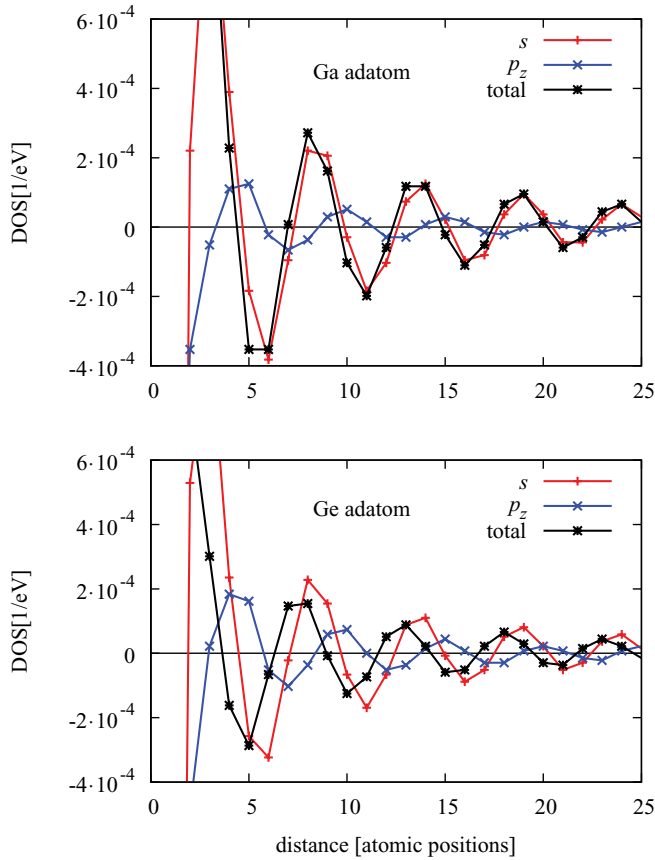 6·10⁻⁴
4·10⁻⁴
2·10⁻⁴
0
-2·10⁻⁴
-4·10⁻⁴
DOS[1/eV]
Ga adatom
s
p_z
total
0 5 10 15 20 25
6·10⁻⁴
4·10⁻⁴
2·10⁻⁴
0
-2·10⁻⁴
-4·10⁻⁴
DOS[1/eV]
Ge adatom
s
p_z
total
0 5 10 15 20 25
distance [atomic positions]